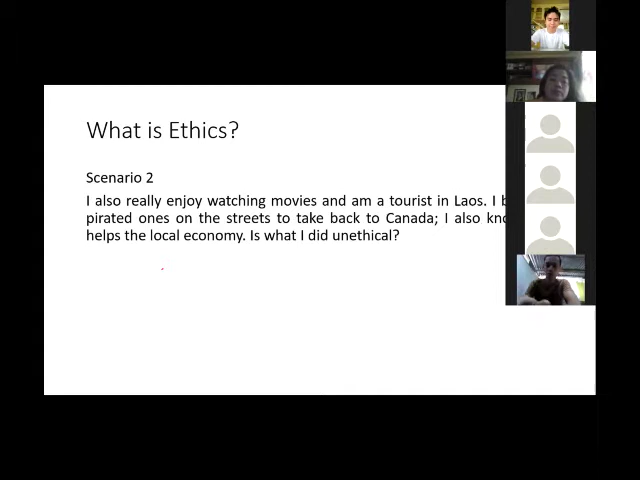 What is Ethics?
Scenario 2
I also really enjoy watching movies and am a tourist in Laos. I
pirated ones on the streets to take back to Canada; I also
helps the local economy. Is what I did unethical?